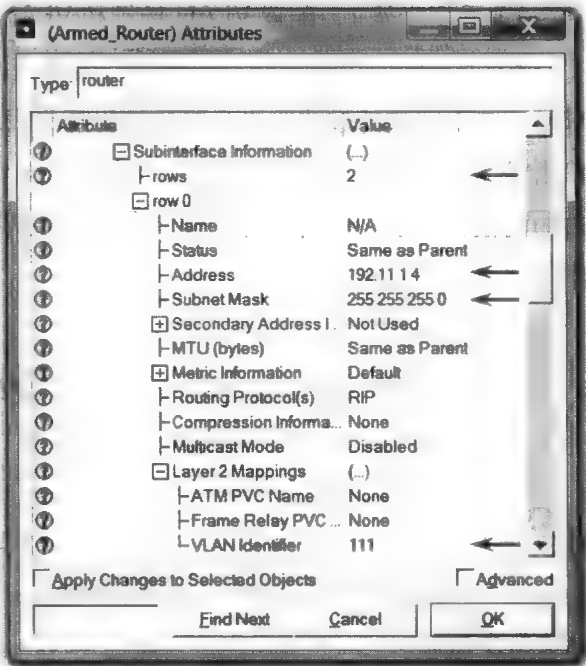 (Armed_Router) Attributes
Type: router
Attribute Value
Subinterface Information (...)
rows 2
row 0
Name N/A
Status Same as Parent
Address 192.11 1 4
Subnet Mask 255 255 255 0
Secondary Address I.. Not Used
MTU (bytes) Same as Parent
Metric Information Default
Routing Protocol(s) RIP
Compression Informa... None
Multicast Mode Disabled
Layer 2 Mappings (...)
ATM PVC Name None
Frame Relay PVC ... None
VLAN Identifier 111
Apply Changes to Selected Objects Advanced
Find Next Cancel OK